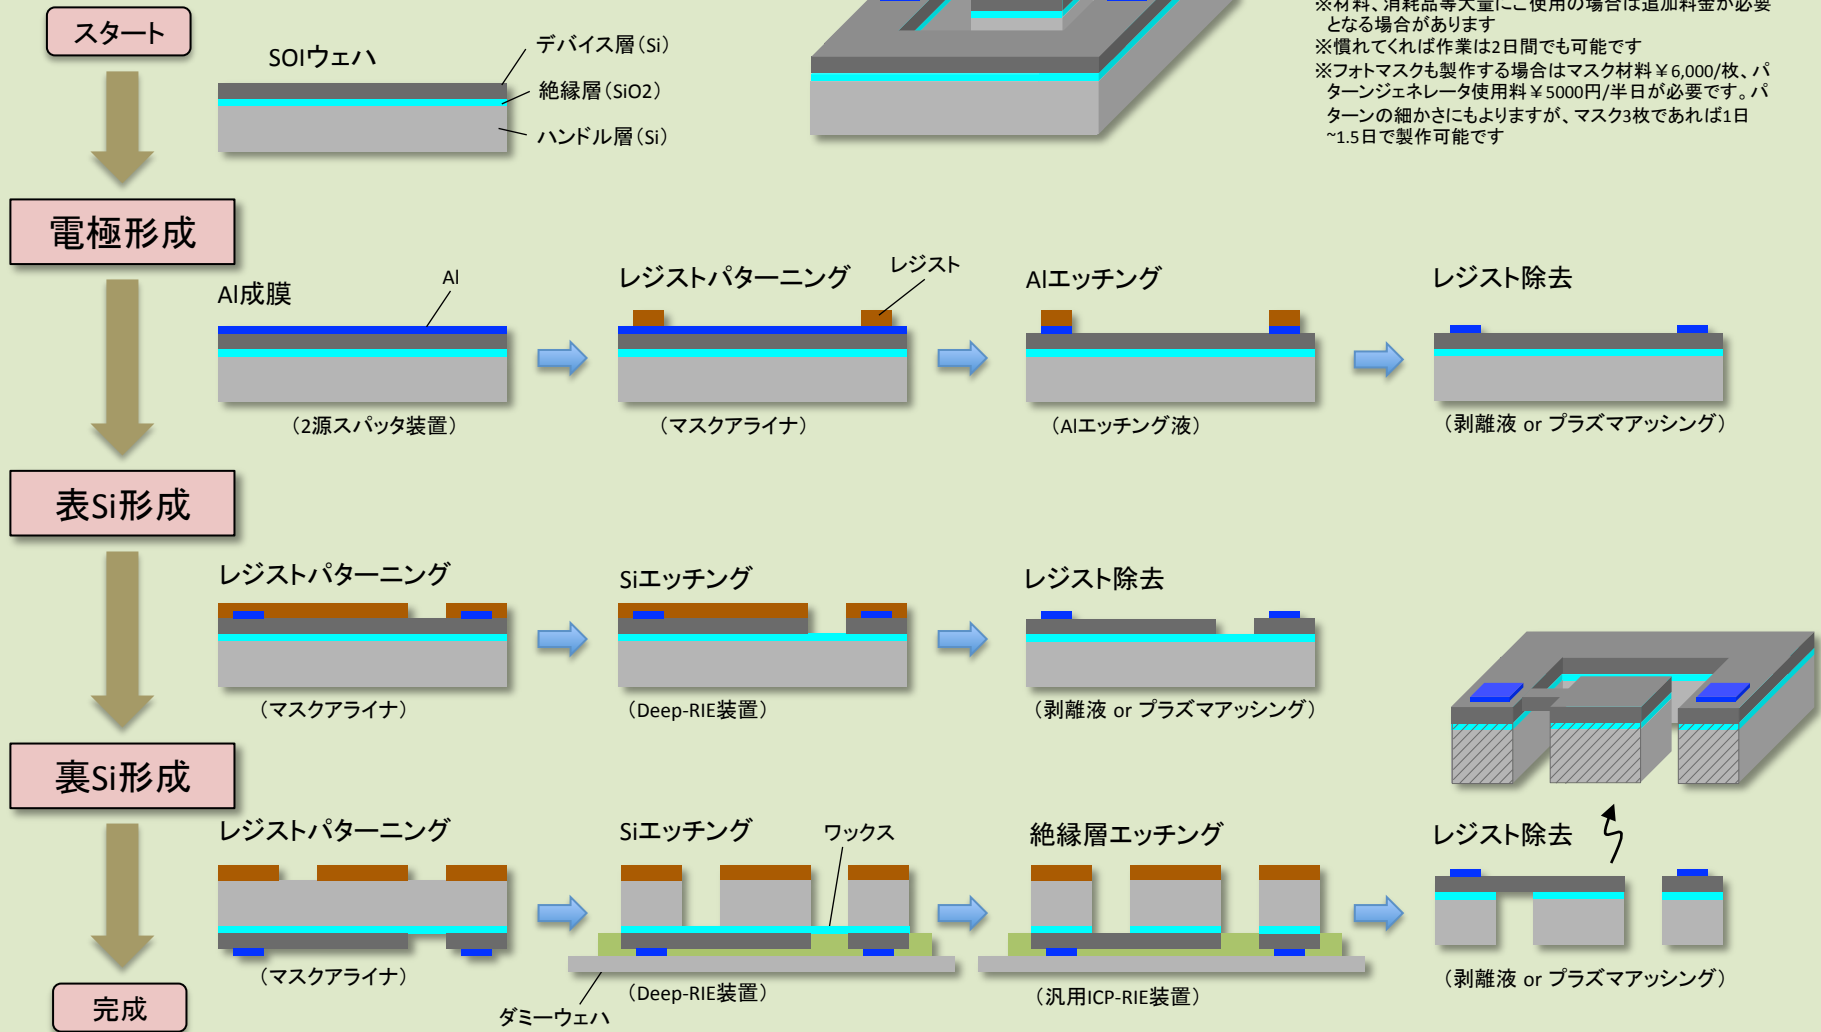 ※材料、消耗品等大量にご使用の場合は追加料金が必要
となる場合があります
※慣れてくれば作業は2日間でも可能です
※フォトマスクも製作する場合はマスク材料￥6,000/枚、パ
ターンジェネレータ使用料￥5000円/半日が必要です。パ
ターンの細かさにもよりますが、マスク3枚であれば1日
~1.5日で製作可能です
スタート
SOIウェハ
デバイス層(Si)
絶縁層(SiO2)
ハンドル層(Si)
電極形成
Al成膜
Al
(2源スパッタ装置)
レジストパターニング
レジスト
(マスクアライナ)
Alエッチング
(Alエッチング液)
レジスト除去
(剥離液 or プラズマアッシング)
表Si形成
レジストパターニング
(マスクアライナ)
Siエッチング
(Deep-RIE装置)
レジスト除去
(剥離液 or プラズマアッシング)
裏Si形成
レジストパターニング
(マスクアライナ)
Siエッチング
ワックス
(Deep-RIE装置)
ダミーウェハ
絶縁層エッチング
(汎用ICP-RIE装置)
レジスト除去
(剥離液 or プラズマアッシング)
完成